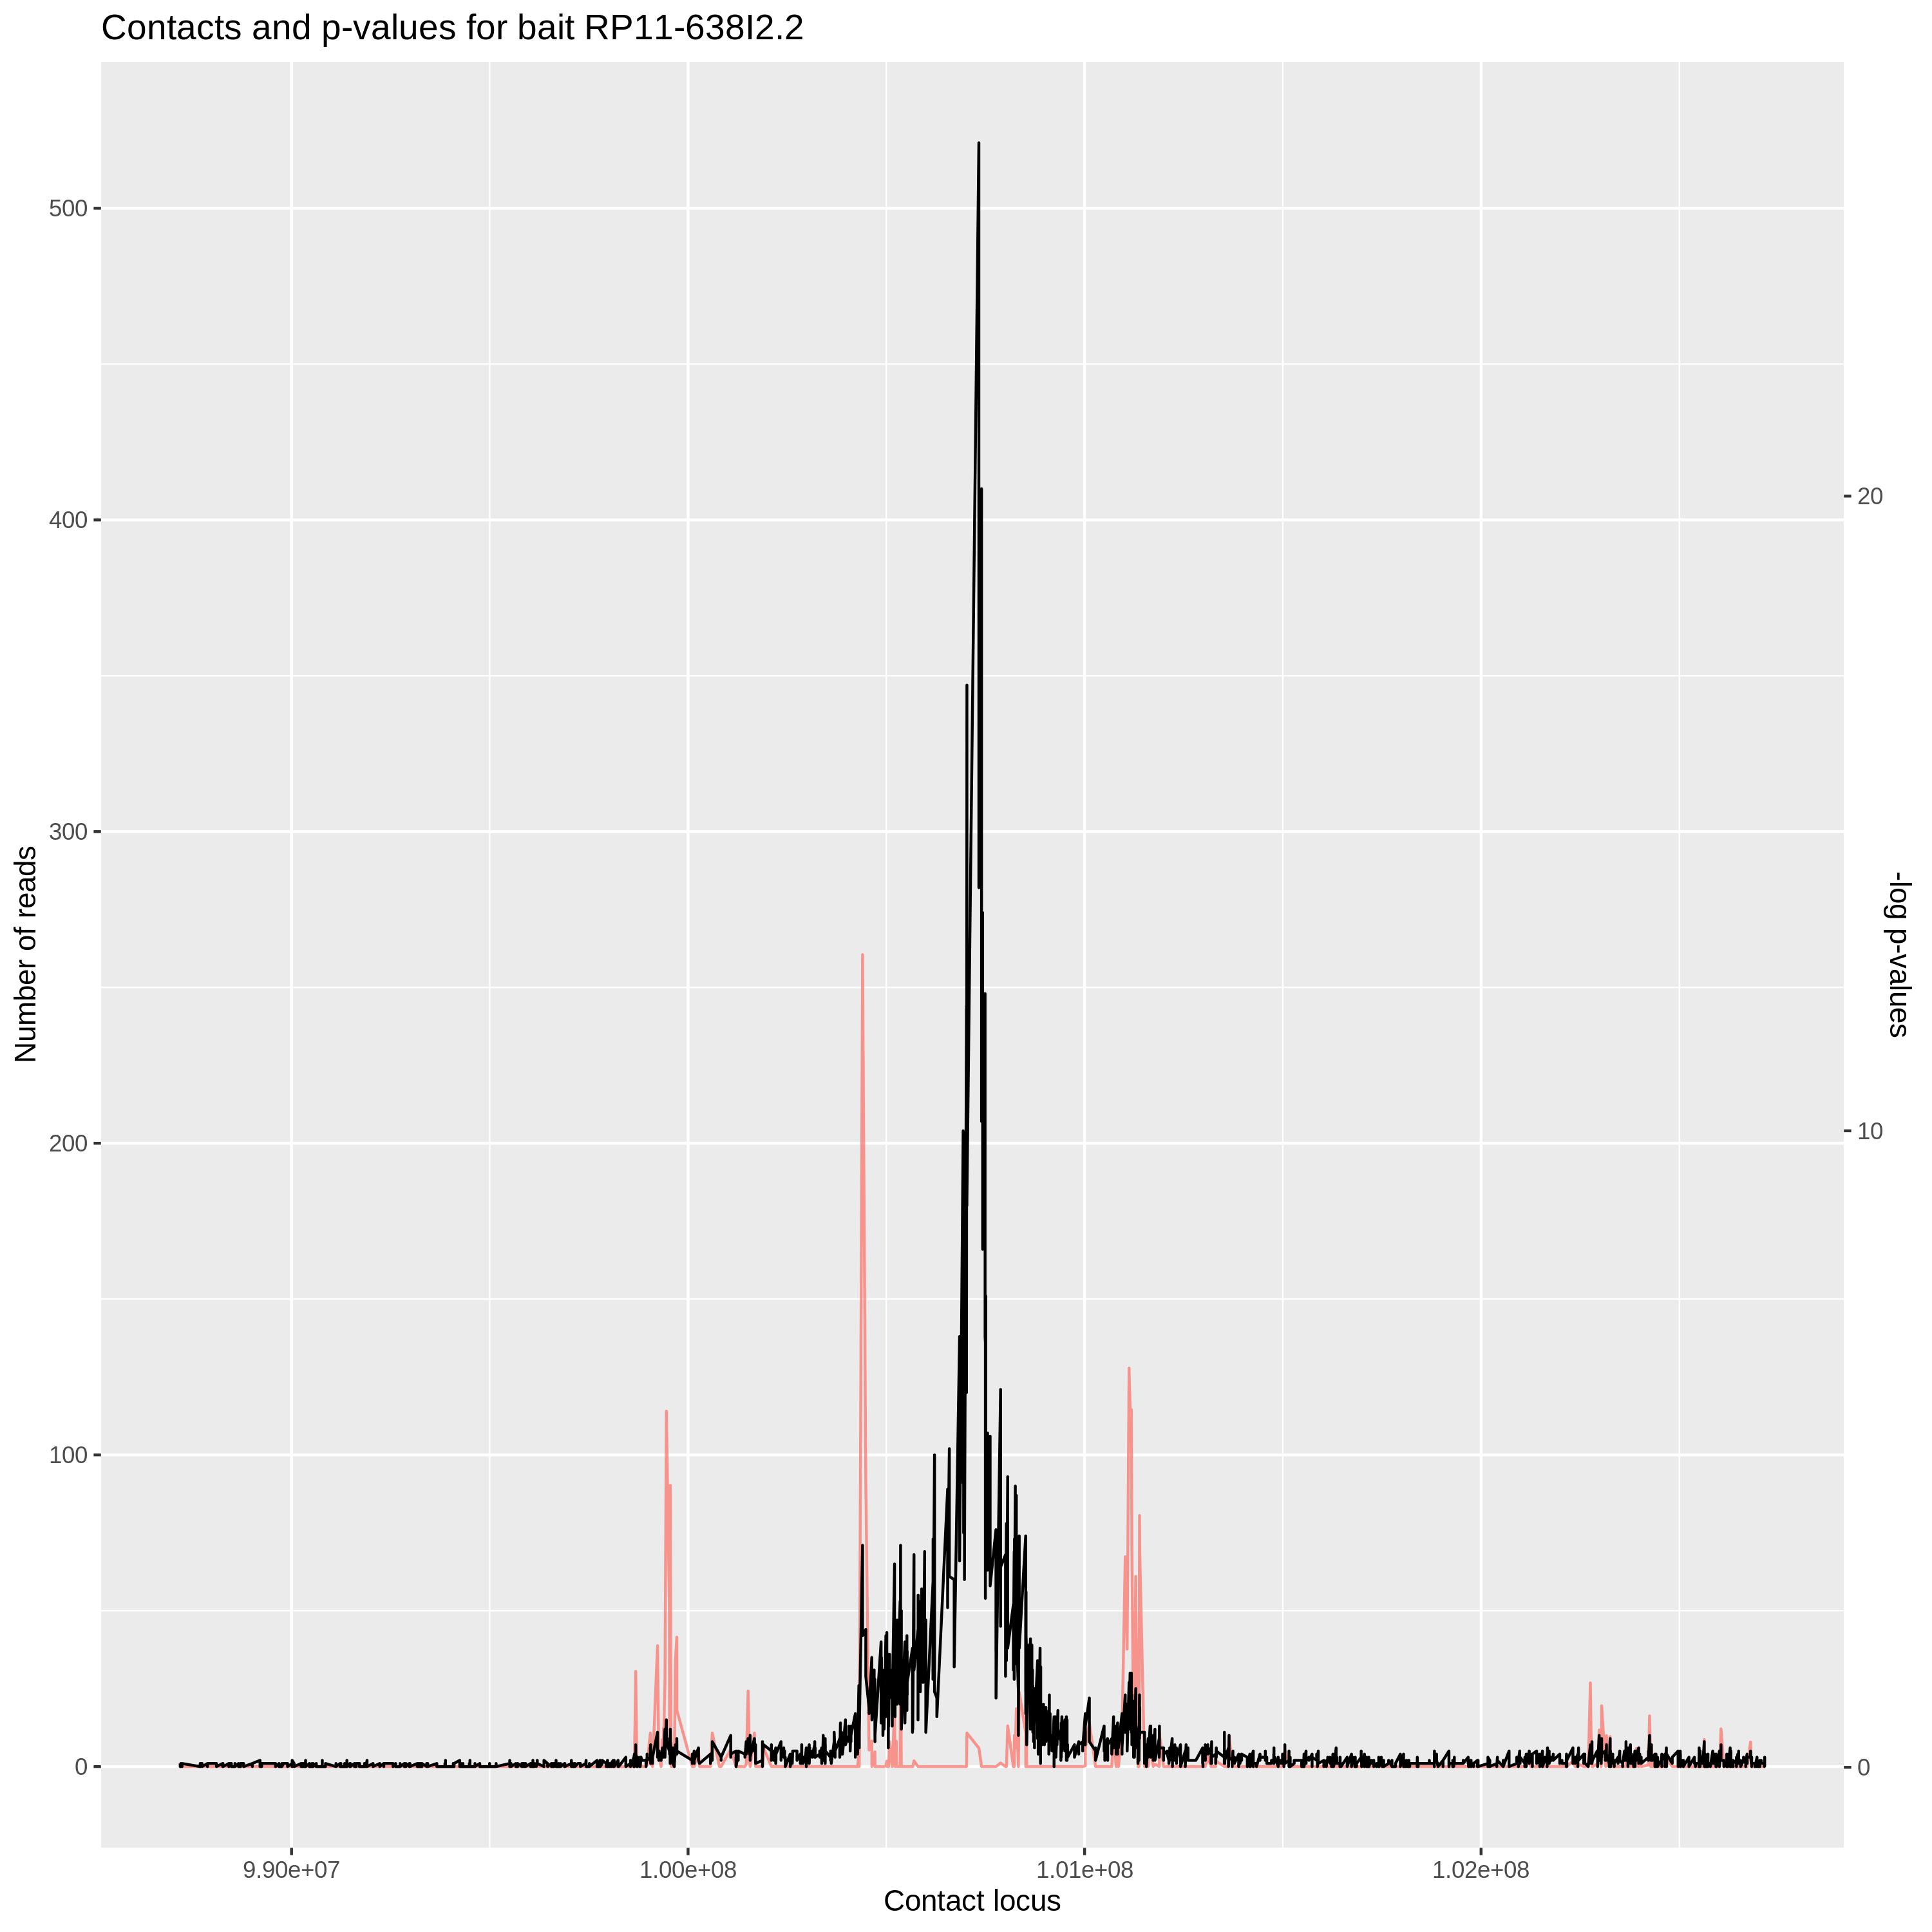 Contacts and p-values for bait RP11-638I2.2
500
400
300
200
100
0
Number of reads
20
10
0
-log p-values
9.90e+07
1.00e+08
1.01e+08
1.02e+08
Contact locus